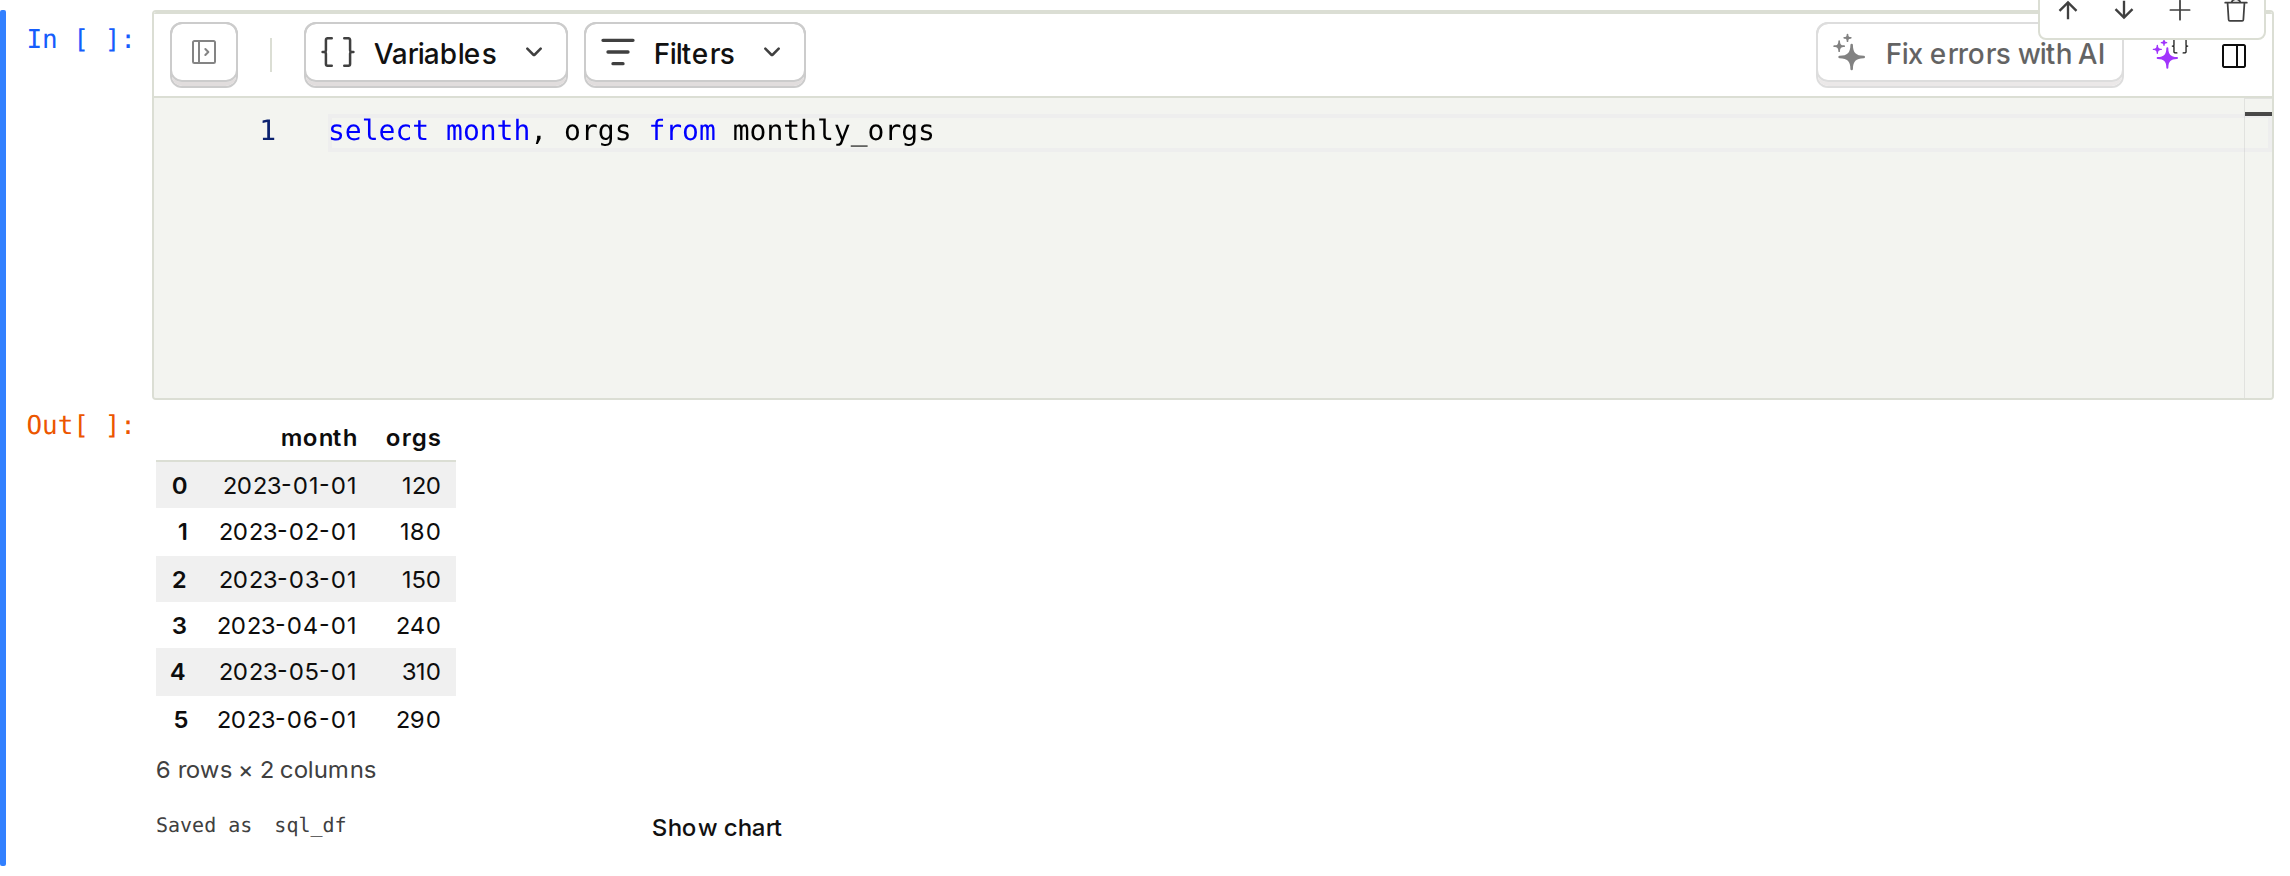 In [ ]:
{} Variables Filters Fix errors with AI {}
1 select month, orgs from monthly_orgs
Out[ ]:
month orgs
0 2023-01-01 120
1 2023-02-01 180
2 2023-03-01 150
3 2023-04-01 240
4 2023-05-01 310
5 2023-06-01 290
6 rows × 2 columns
Saved as sql_df Show chart